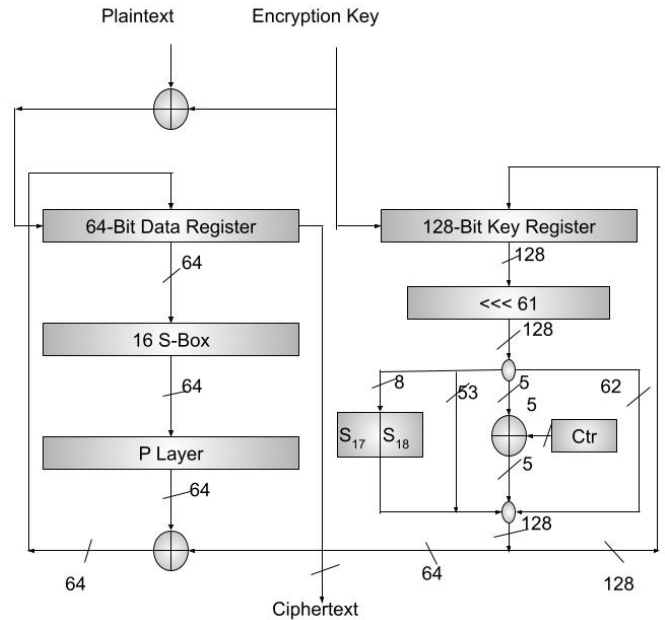 Plaintext Encryption Key
64-Bit Data Register 128-Bit Key Register
64 128
<<< 61
16 S-Box 128
8 53 5 62
64 5
S17 S18 Ctr
P Layer 5
64 128
64 64 128
Ciphertext